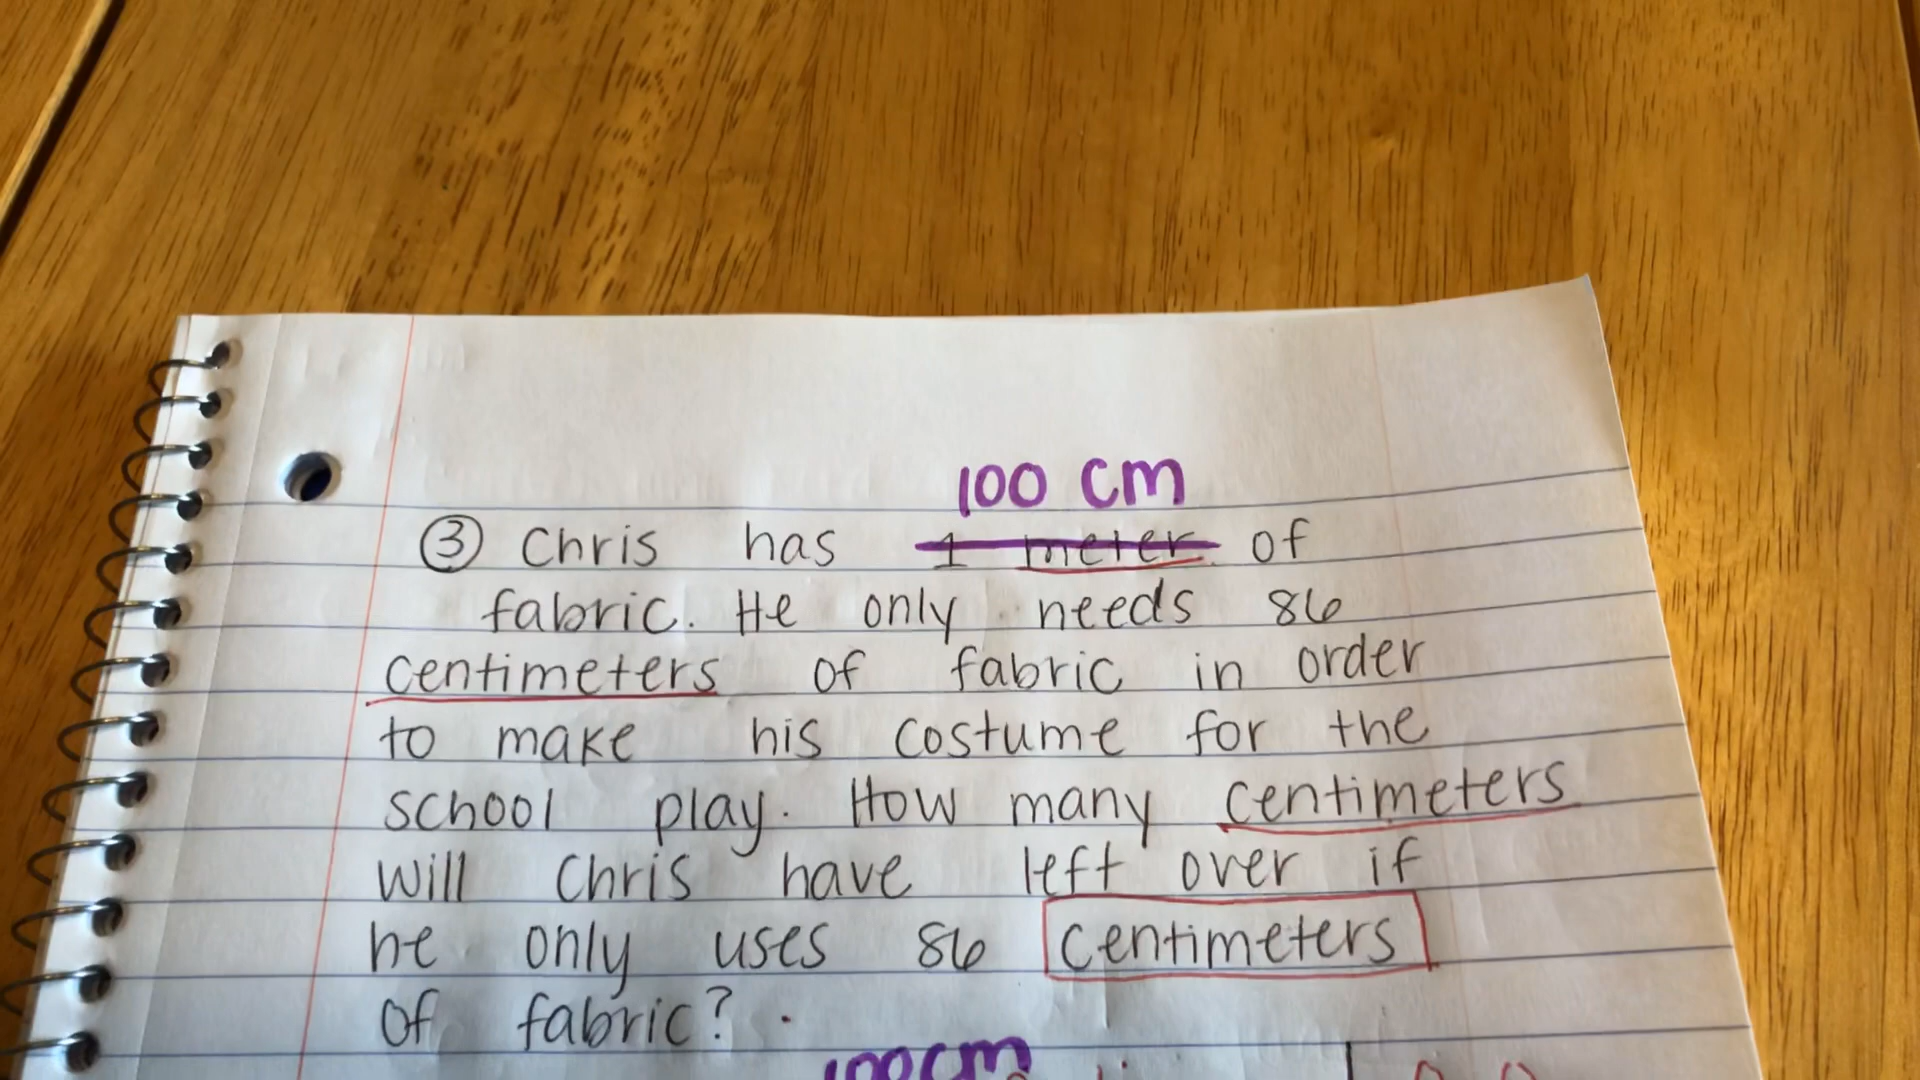 100 cm
③ Chris has 1 meter of
fabric. He only needs 86
centimeters of fabric in order
to make his costume for the
school play. How many centimeters
will Chris have left over if
he only uses 86 centimeters
of fabric?
100cm